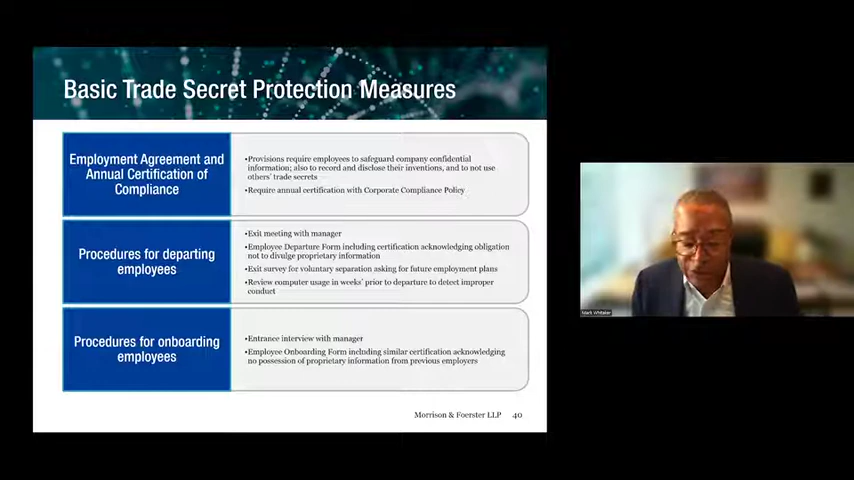 Basic Trade Secret Protection Measures
Employment Agreement and
Annual Certification of
Compliance
•Provisions require employees to safeguard company confidential
information; also to record and disclose their inventions, and to not use
others' trade secrets
•Require annual certification with Corporate Compliance Policy
Procedures for departing
employees
•Exit meeting with manager
•Employee Departure Form including certification acknowledging obligation
not to divulge proprietary information
•Exit survey for voluntary separation asking for future employment plans
•Review computer usage in weeks' prior to departure to detect improper
conduct
Procedures for onboarding
employees
•Entrance interview with manager
•Employee Onboarding Form including similar certification acknowledging
no possession of proprietary information from previous employers
Morrison & Foerster LLP 40
Mark Whitaker